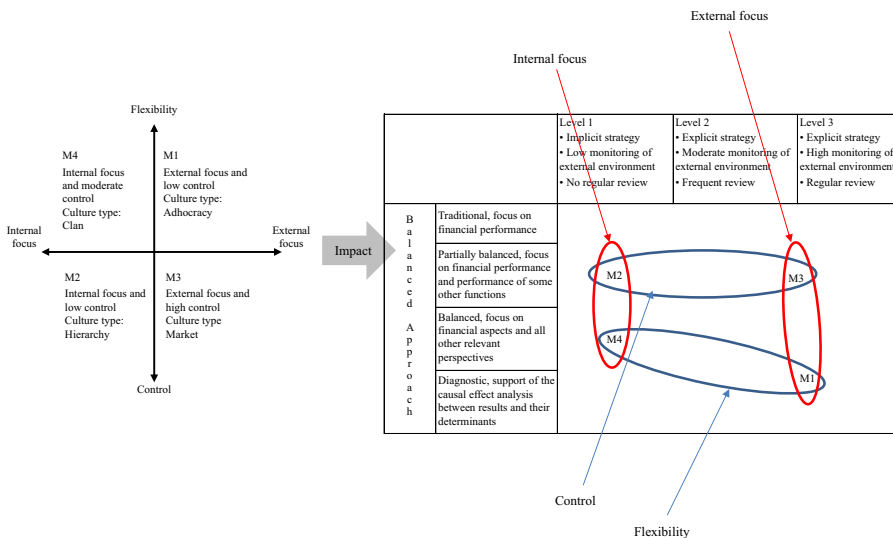 External focus
Internal focus
Flexibility
M4
Internal focus
and moderate
control
Culture type:
Clan
M1
External focus and
low control
Culture type:
Adhocracy
Internal
focus
External
focus
M2
Internal focus and
low control
Culture type:
Hierarchy
M3
External focus and
high control
Culture type
Market
Control
Impact
Level 1
• Implicit strategy
• Low monitoring of
external environment
• No regular review
Level 2
• Explicit strategy
• Moderate monitoring of
external environment
• Frequent review
Level 3
• Explicit strategy
• High monitoring of
external environment
• Regular review
Balanced Approach
Traditional, focus on
financial performance
Partially balanced, focus
on financial performance
and performance of some
other functions
Balanced, focus on
financial aspects and all
other relevant
perspectives
Diagnostic, support of the
causal effect analysis
between results and their
determinants
M2
M3
M4
M1
Control
Flexibility